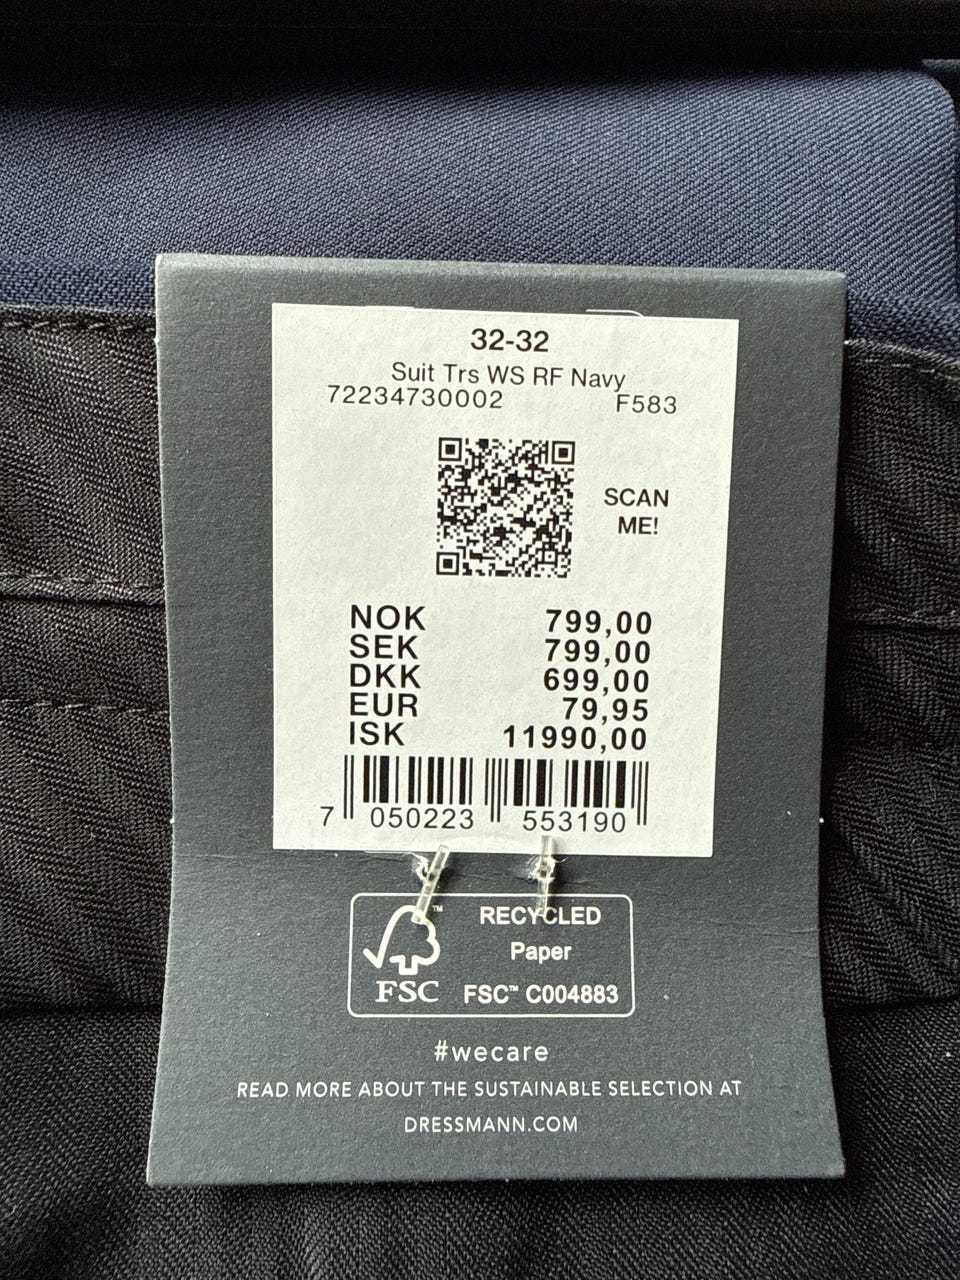 32-32
Suit Trs WS RF Navy
72234730002 F583
SCAN
ME!
NOK 799,00
SEK 799,00
DKK 699,00
EUR 79,95
ISK 11990,00
7 050223 553190
™ RECYCLED
Paper
FSC FSC™ C004883
#wecare
READ MORE ABOUT THE SUSTAINABLE SELECTION AT
DRESSMANN.COM